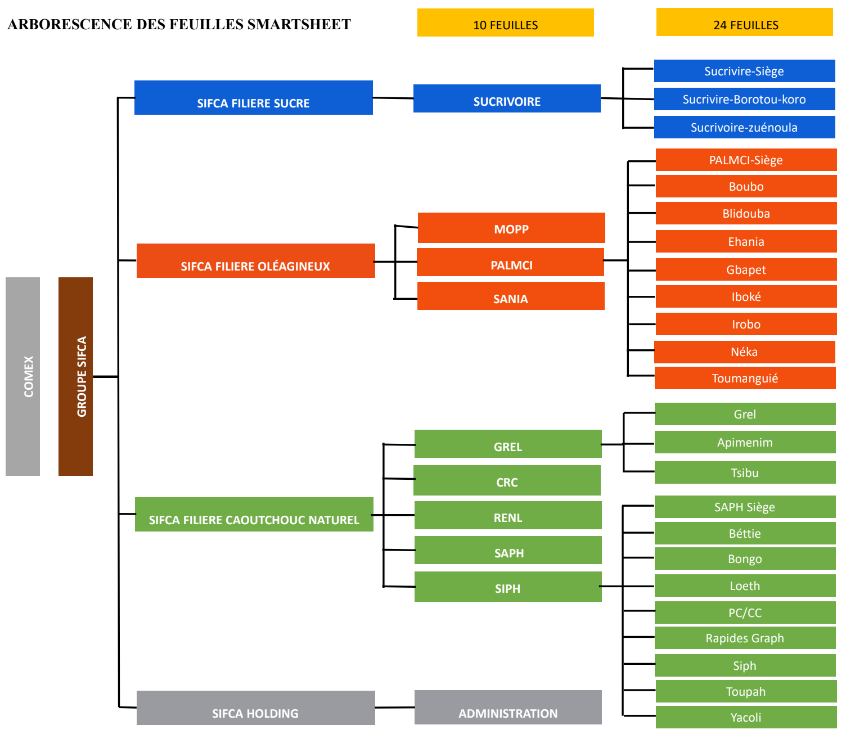 ARBORESCENCE DES FEUILLES SMARTSHEET
10 FEUILLES
24 FEUILLES
COMEX
GROUPE SIFCA
SIFCA FILIERE SUCRE
SUCRIVOIRE
Sucrivire-Siège
Sucrivire-Borotou-koro
Sucrivoire-zuénoula
SIFCA FILIERE OLÉAGINEUX
MOPP
PALMCI
SANIA
PALMCI-Siège
Boubo
Blidouba
Ehania
Gbapet
Iboké
Irobo
Néka
Toumanguié
SIFCA FILIERE CAOUTCHOUC NATUREL
GREL
CRC
RENL
SAPH
SIPH
Grel
Apimenim
Tsibu
SAPH Siège
Béttie
Bongo
Loeth
PC/CC
Rapides Graph
Siph
Toupah
Yacoli
SIFCA HOLDING
ADMINISTRATION